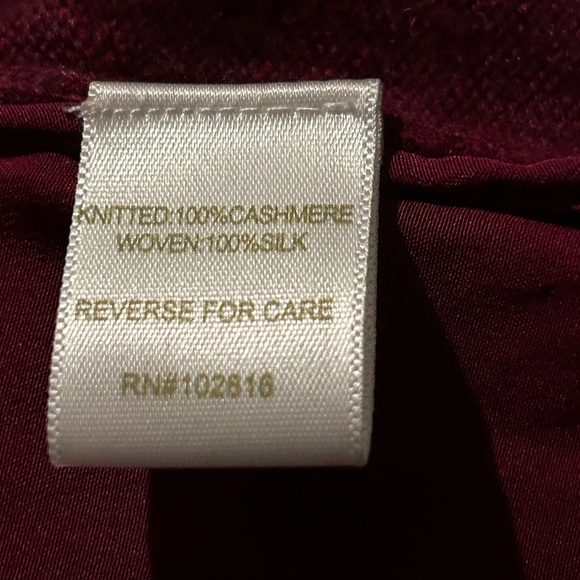 KNITTED:100%CASHMERE
WOVEN:100%SILK
REVERSE FOR CARE
RN#102816